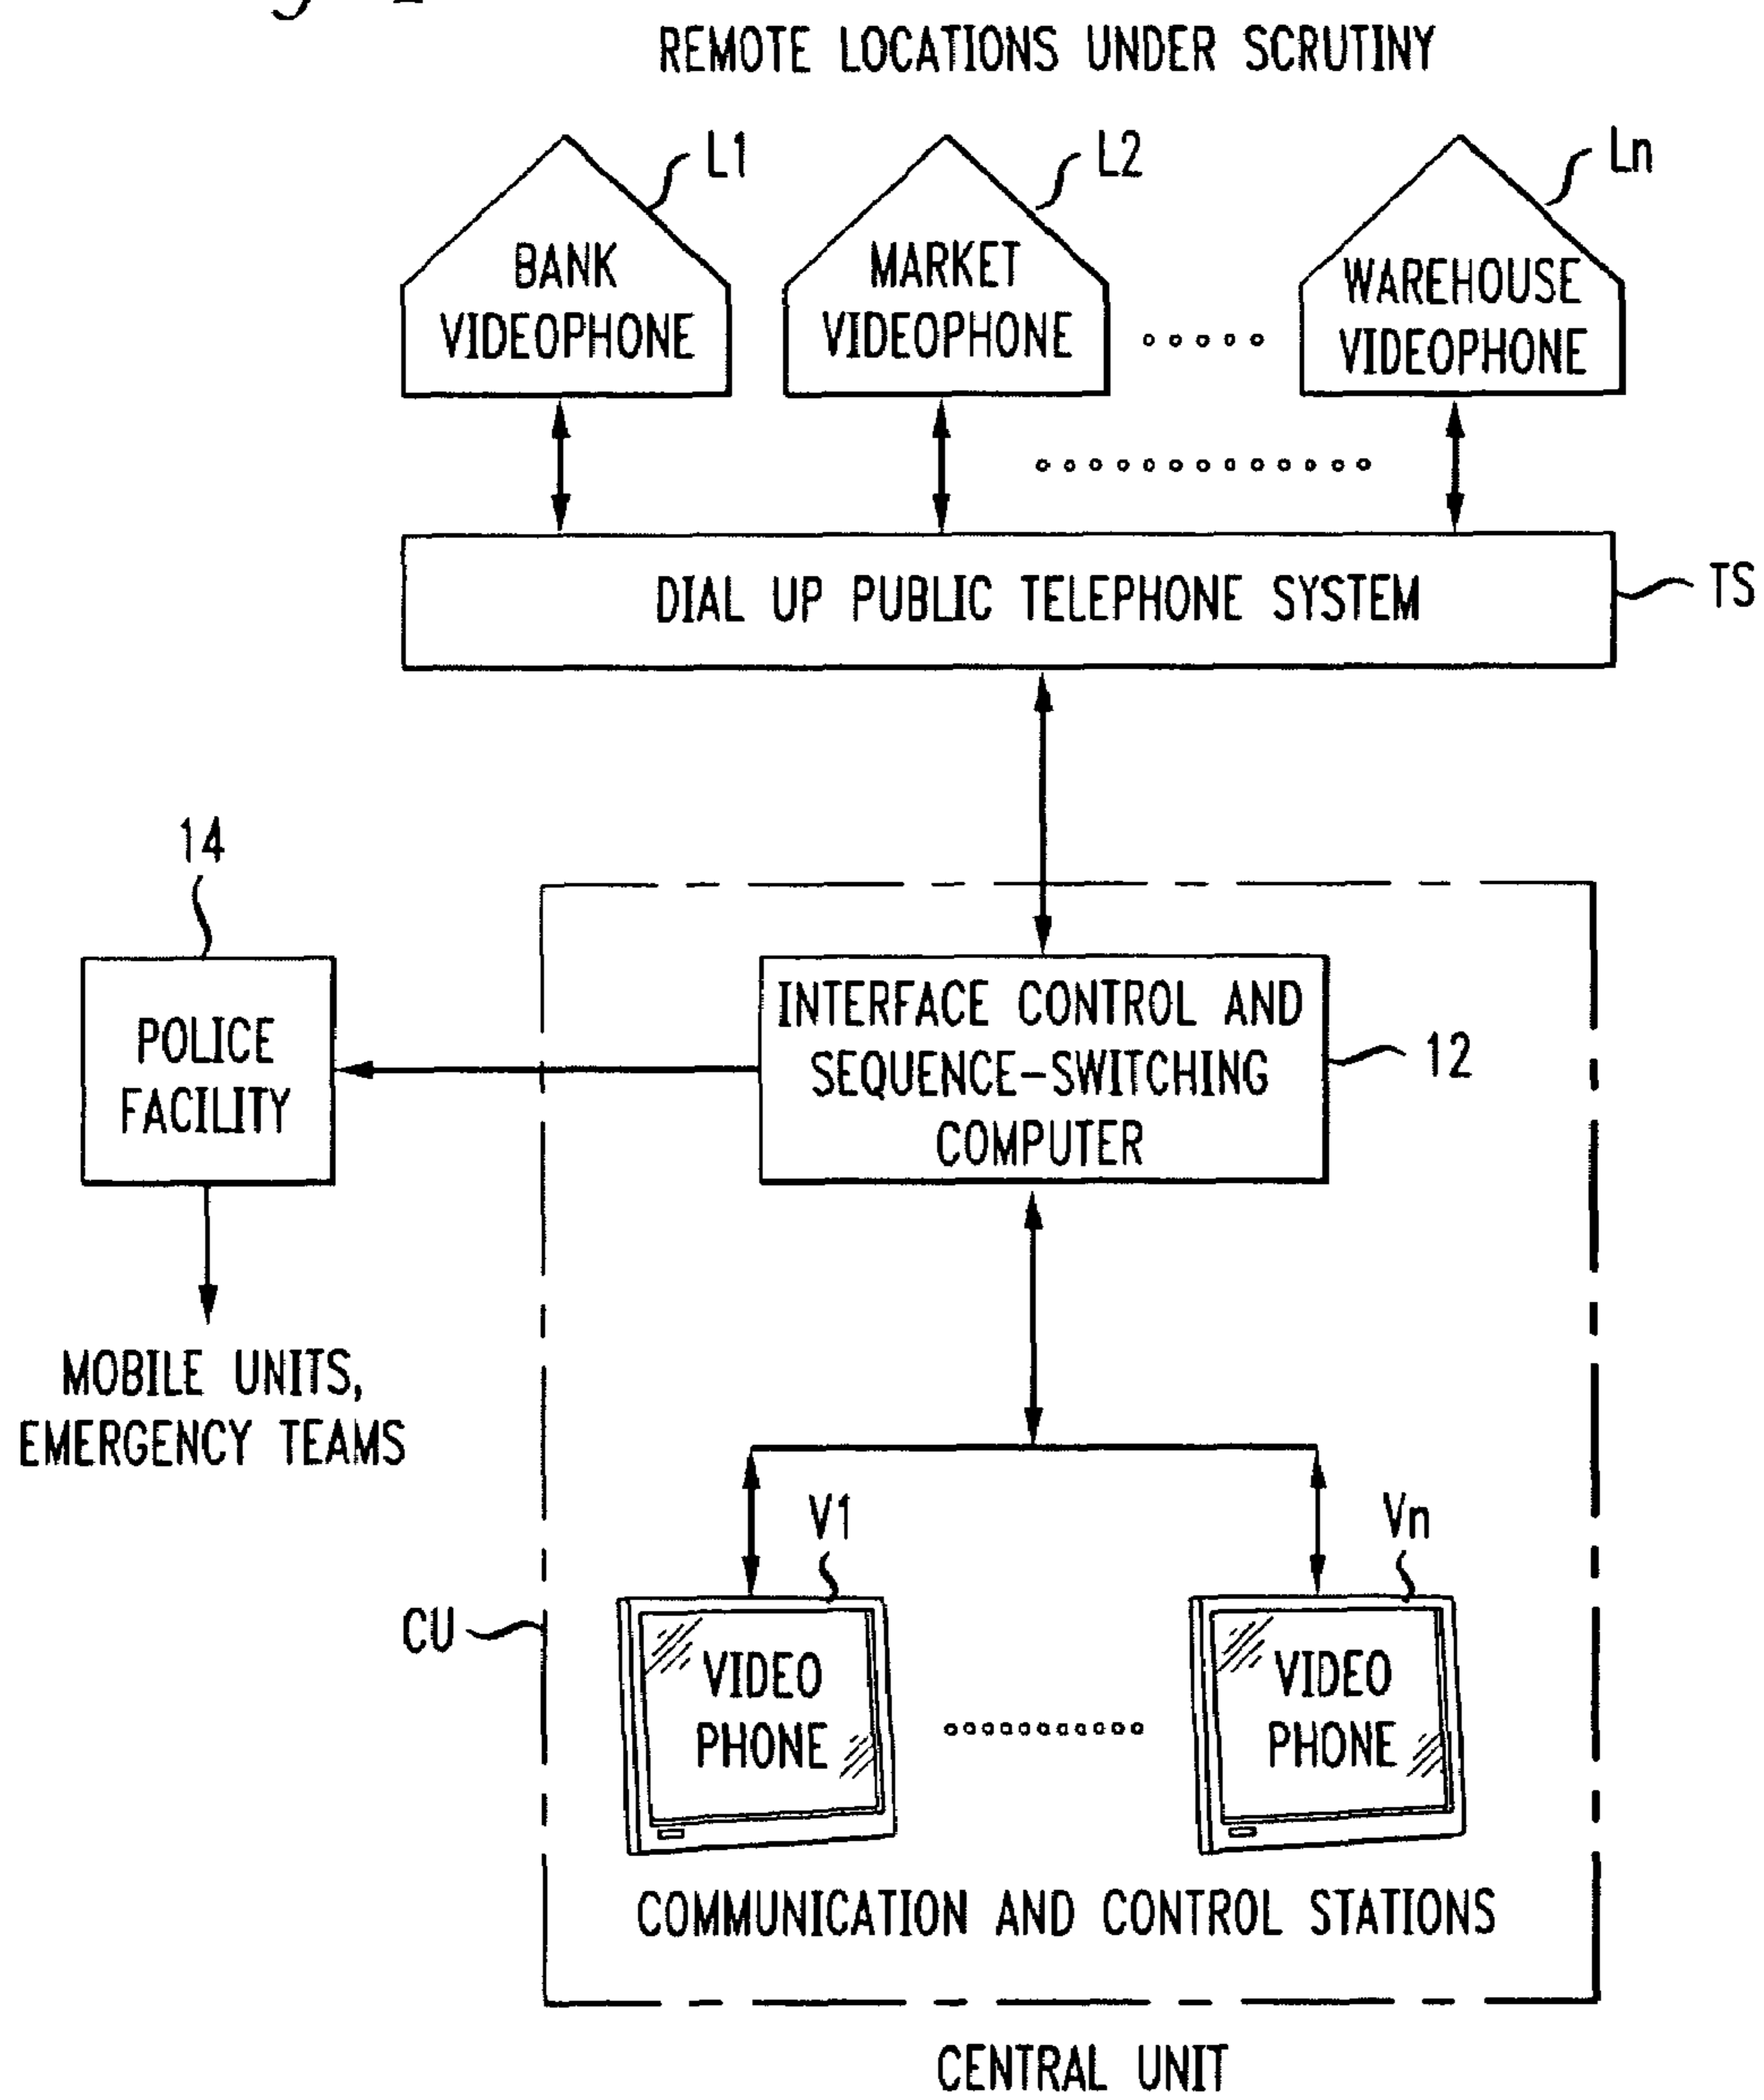 REMOTE LOCATIONS UNDER SCRUTINY
L1
L2
Ln
BANK
VIDEOPHONE
MARKET
VIDEOPHONE
WAREHOUSE
VIDEOPHONE
DIAL UP PUBLIC TELEPHONE SYSTEM
TS
14
POLICE
FACILITY
INTERFACE CONTROL AND
SEQUENCE-SWITCHING
COMPUTER
12
MOBILE UNITS,
EMERGENCY TEAMS
V1
Vn
CU
VIDEO
PHONE
VIDEO
PHONE
COMMUNICATION AND CONTROL STATIONS
CENTRAL UNIT